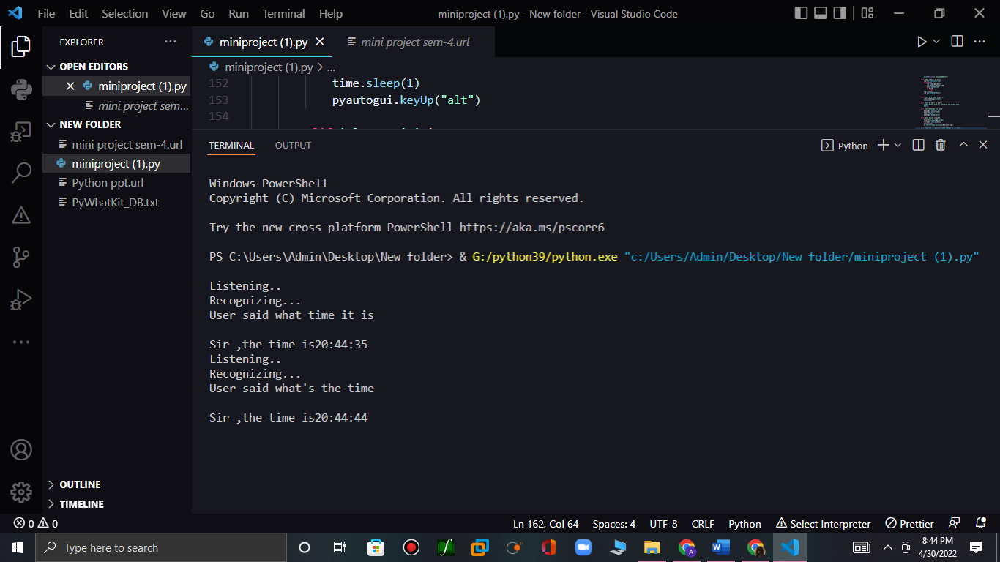 File Edit Selection View Go Run Terminal Help
miniproject (1).py - New folder - Visual Studio Code
EXPLORER
OPEN EDITORS
miniproject (1).py
mini project sem...
NEW FOLDER
mini project sem-4.url
miniproject (1).py
Python ppt.url
PyWhatKit_DB.txt
OUTLINE
TIMELINE
miniproject (1).py
mini project sem-4.url
miniproject (1).py > ...
152 time.sleep(1)
153 pyautogui.keyUp("alt")
154
TERMINAL OUTPUT
Python
Windows PowerShell
Copyright (C) Microsoft Corporation. All rights reserved.
Try the new cross-platform PowerShell https://aka.ms/pscore6
PS C:\Users\Admin\Desktop\New folder> & G:/python39/python.exe "c:/Users/Admin/Desktop/New folder/miniproject (1).py"
Listening..
Recognizing...
User said what time it is
Sir ,the time is20:44:35
Listening..
Recognizing...
User said what's the time
Sir ,the time is20:44:44
0 0
Ln 162, Col 64 Spaces: 4 UTF-8 CRLF Python Select Interpreter Prettier
Type here to search
8:44 PM
4/30/2022